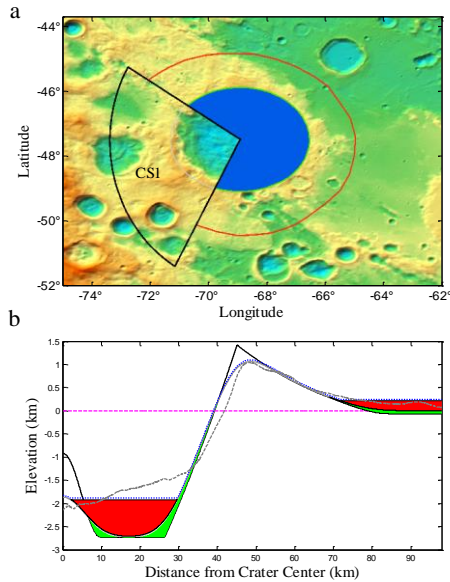 a
Latitude
-44°
-46°
-48°
-50°
-52°
CSl
-74° -72° -70° -68° -66° -64° -62°
Longitude
b
Elevation (km)
1.5
1
0.5
0
-0.5
-1
-1.5
-2
-2.5
-3
0 10 20 30 40 50 60 70 80 90
Distance from Crater Center (km)